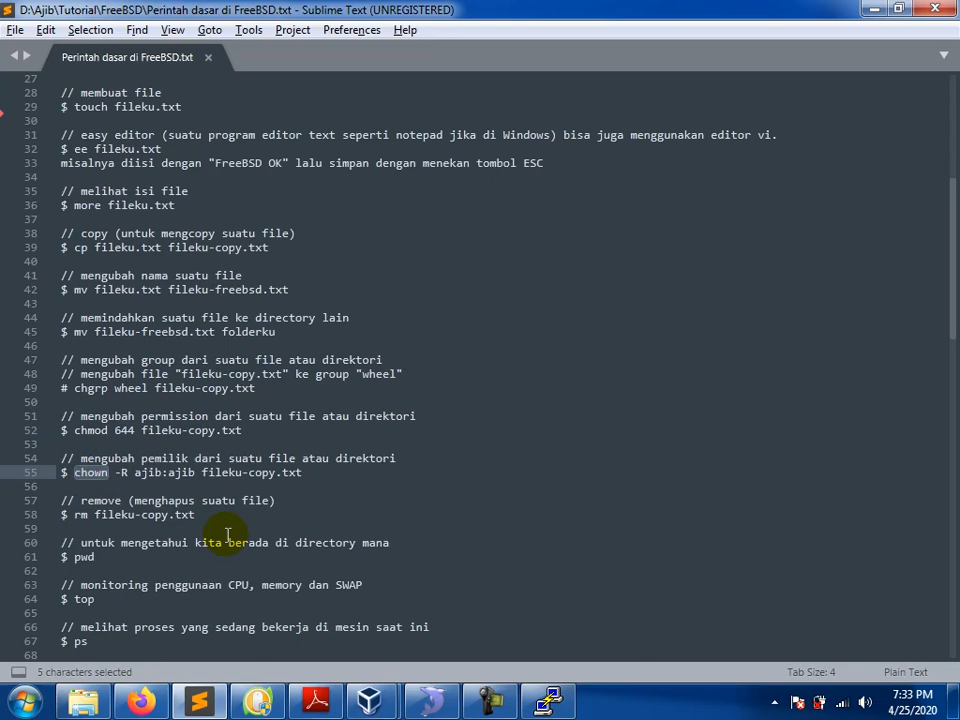 D:\Ajib\Tutorial\FreeBSD\Perintah dasar di FreeBSD.txt - Sublime Text (UNREGISTERED)
File Edit Selection Find View Goto Tools Project Preferences Help
Perintah dasar di FreeBSD.txt
27
28 // membuat file
29 $ touch fileku.txt
30
31 // easy editor (suatu program editor text seperti notepad jika di Windows) bisa juga menggunakan editor vi.
32 $ ee fileku.txt
33 misalnya diisi dengan "FreeBSD OK" lalu simpan dengan menekan tombol ESC
34
35 // melihat isi file
36 $ more fileku.txt
37
38 // copy (untuk mengcopy suatu file)
39 $ cp fileku.txt fileku-copy.txt
40
41 // mengubah nama suatu file
42 $ mv fileku.txt fileku-freebsd.txt
43
44 // memindahkan suatu file ke directory lain
45 $ mv fileku-freebsd.txt folderku
46
47 // mengubah group dari suatu file atau direktori
48 // mengubah file "fileku-copy.txt" ke group "wheel"
49 # chgrp wheel fileku-copy.txt
50
51 // mengubah permission dari suatu file atau direktori
52 $ chmod 644 fileku-copy.txt
53
54 // mengubah pemilik dari suatu file atau direktori
55 $ chown -R ajib:ajib fileku-copy.txt
56
57 // remove (menghapus suatu file)
58 $ rm fileku-copy.txt
59
60 // untuk mengetahui kita berada di directory mana
61 $ pwd
62
63 // monitoring penggunaan CPU, memory dan SWAP
64 $ top
65
66 // melihat proses yang sedang bekerja di mesin saat ini
67 $ ps
68
5 characters selected Tab Size: 4 Plain Text
7:33 PM
4/25/2020